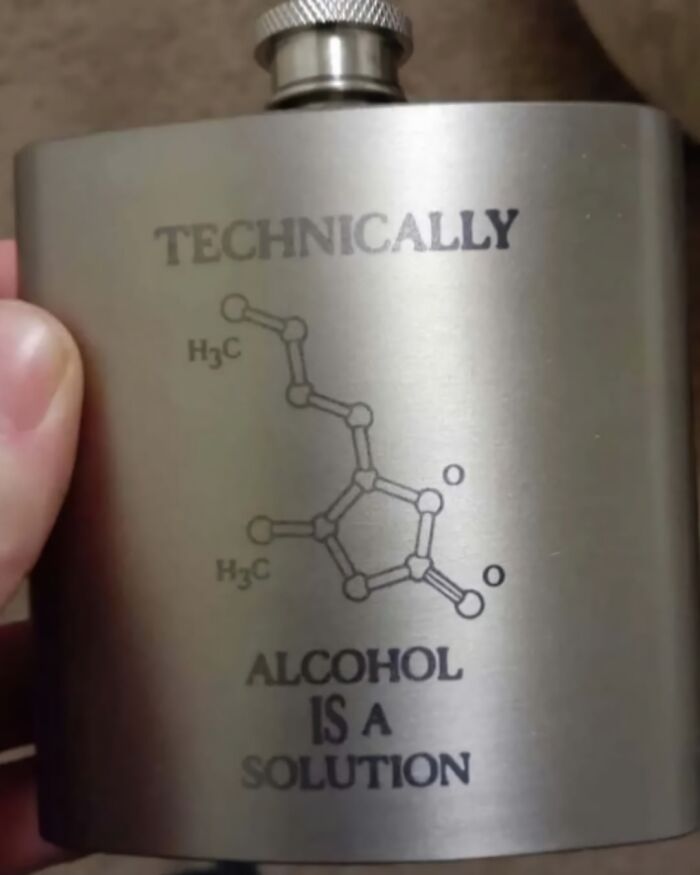 TECHNICALLY
H₃C
O
H₃C
O
ALCOHOL
IS A
SOLUTION